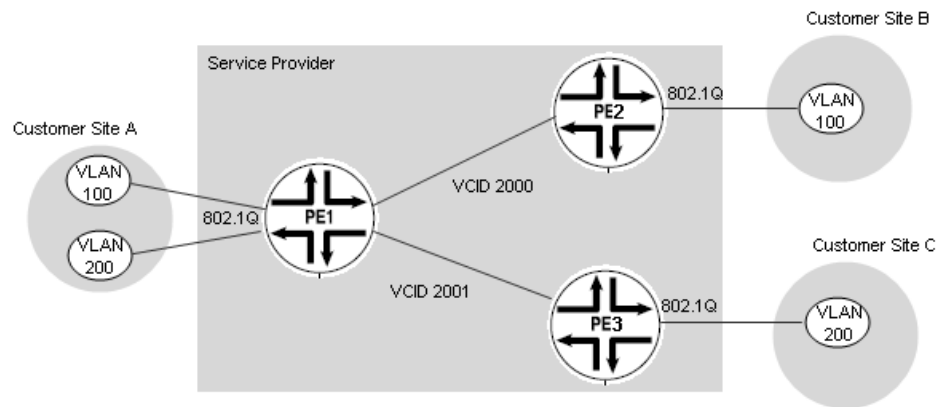 Customer Site B
Service Provider
802.1Q
PE2
VLAN
100
Customer Site A
VLAN
100
VCID 2000
802.1Q
PE1
VLAN
200
Customer Site C
VCID 2001
802.1Q
PE3
VLAN
200